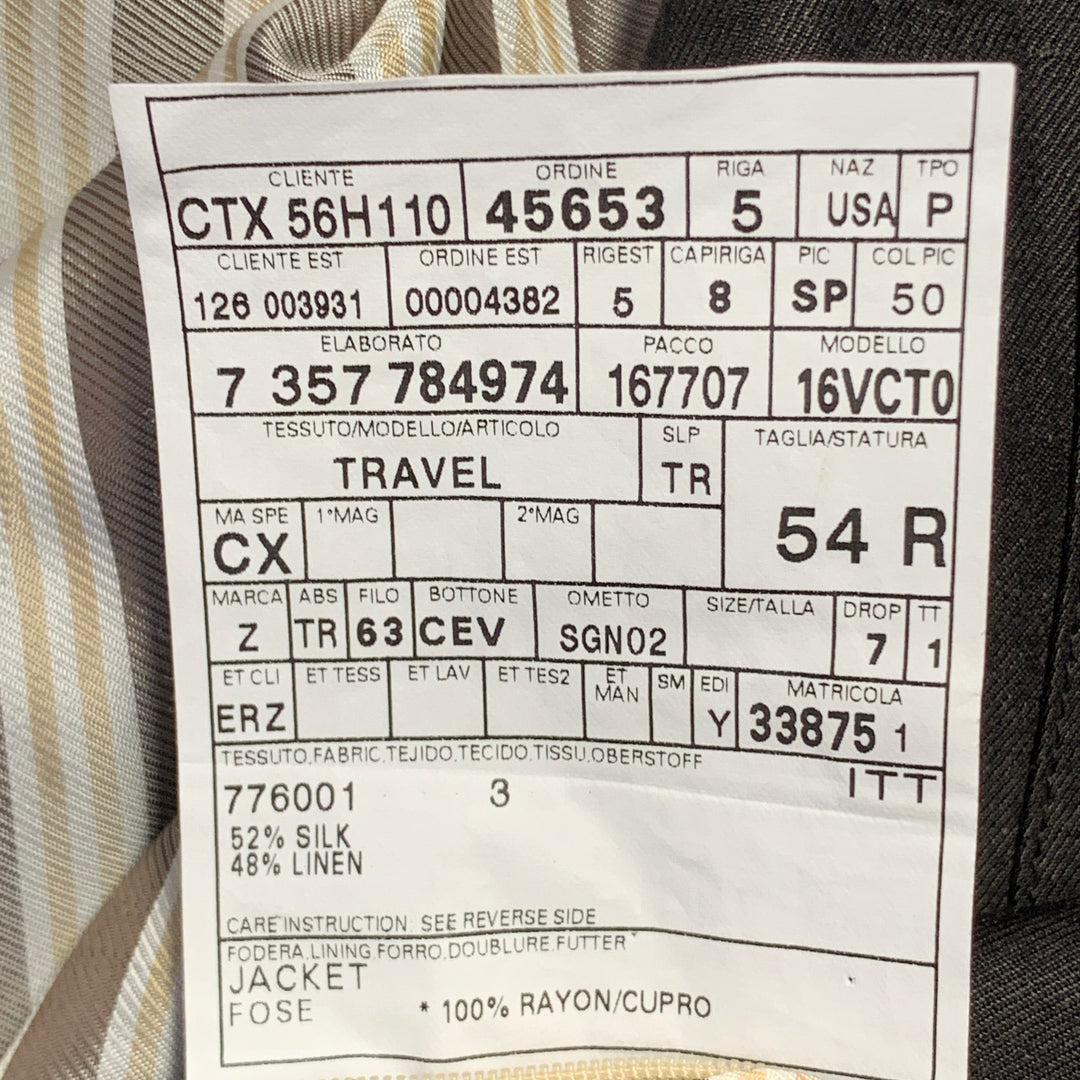 CLIENTE ORDINE RIGA NAZ TPO
CTX 56H110 45653 5 USA P
CLIENTE EST ORDINE EST RIGEST CAPIRIGA PIC COL PIC
126 003931 00004382 5 8 SP 50
ELABORATO PACCO MODELLO
7 357 784974 167707 16VCT0
TESSUTO/MODELLO/ARTICOLO SLP TAGLIA/STATURA
TRAVEL TR
54 R
MA SPE 1°MAG 2°MAG
CX
MARCA ABS FILO BOTTONE OMETTO SIZE/TALLA DROP TT
Z TR 63 CEV SGN02 7 1
ET CLI ET TESS ET LAV ET TES2 ET MAN SM EDI MATRICOLA
ERZ Y 33875 1
TESSUTO,FABRIC,TEJIDO,TECIDO,TISSU,OBERSTOFF
776001 3 ITT
52% SILK
48% LINEN
CARE INSTRUCTION: SEE REVERSE SIDE
FODERA,LINING,FORRO,DOUBLURE,FUTTER
JACKET
FOSE * 100% RAYON/CUPRO